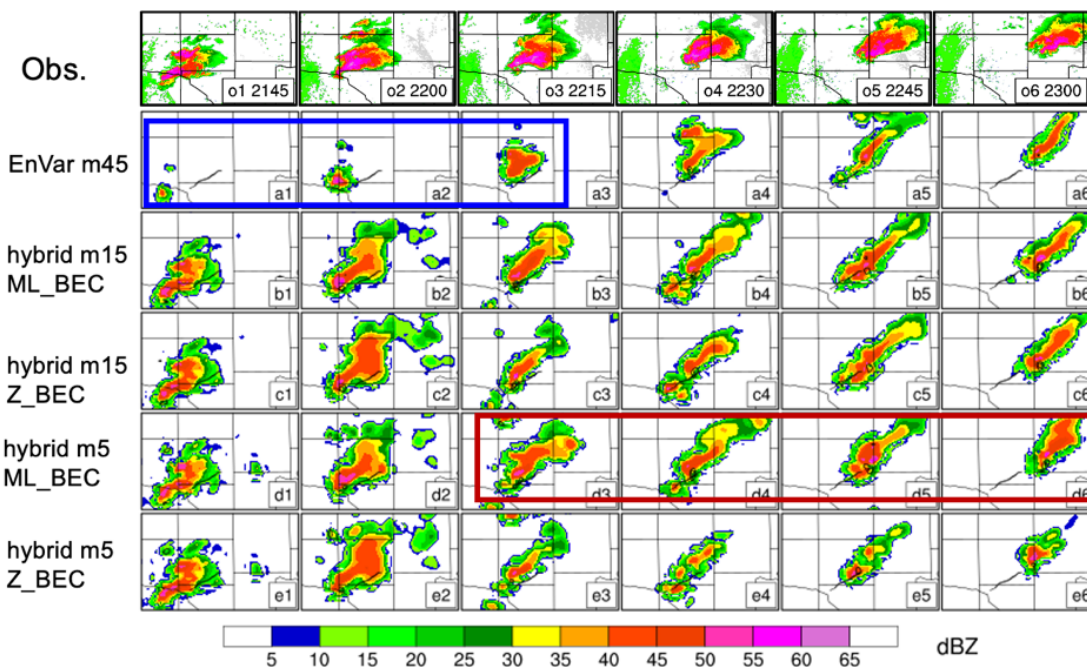 Obs.
o1 2145
o2 2200
o3 2215
o4 2230
o5 2245
o6 2300
EnVar m45
a1
a2
a3
a4
a5
a6
hybrid m15
ML_BEC
b1
b2
b3
b4
b5
b6
hybrid m15
Z_BEC
c1
c2
c3
c4
c5
c6
hybrid m5
ML_BEC
d1
d2
d3
d4
d5
d6
hybrid m5
Z_BEC
e1
e2
e3
e4
e5
e6
5 10 15 20 25 30 35 40 45 50 55 60 65
dBZ